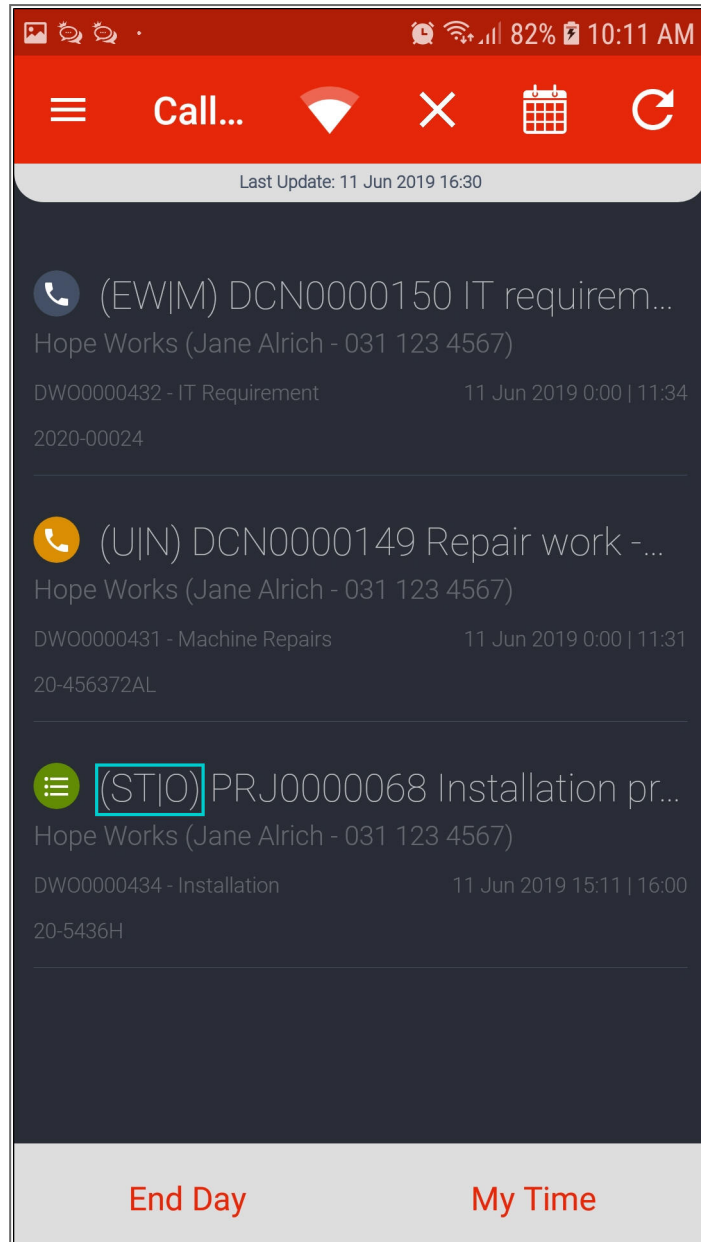 82% 10:11 AM
Call...
Last Update: 11 Jun 2019 16:30
(EW|M) DCN0000150 IT requirem...
Hope Works (Jane Alrich - 031 123 4567)
DWO0000432 - IT Requirement 11 Jun 2019 0:00 | 11:34
2020-00024
(U|N) DCN0000149 Repair work -...
Hope Works (Jane Alrich - 031 123 4567)
DWO0000431 - Machine Repairs 11 Jun 2019 0:00 | 11:31
20-456372AL
(ST|O) PRJ0000068 Installation pr...
Hope Works (Jane Alrich - 031 123 4567)
DWO0000434 - Installation 11 Jun 2019 15:11 | 16:00
20-5436H
End Day My Time